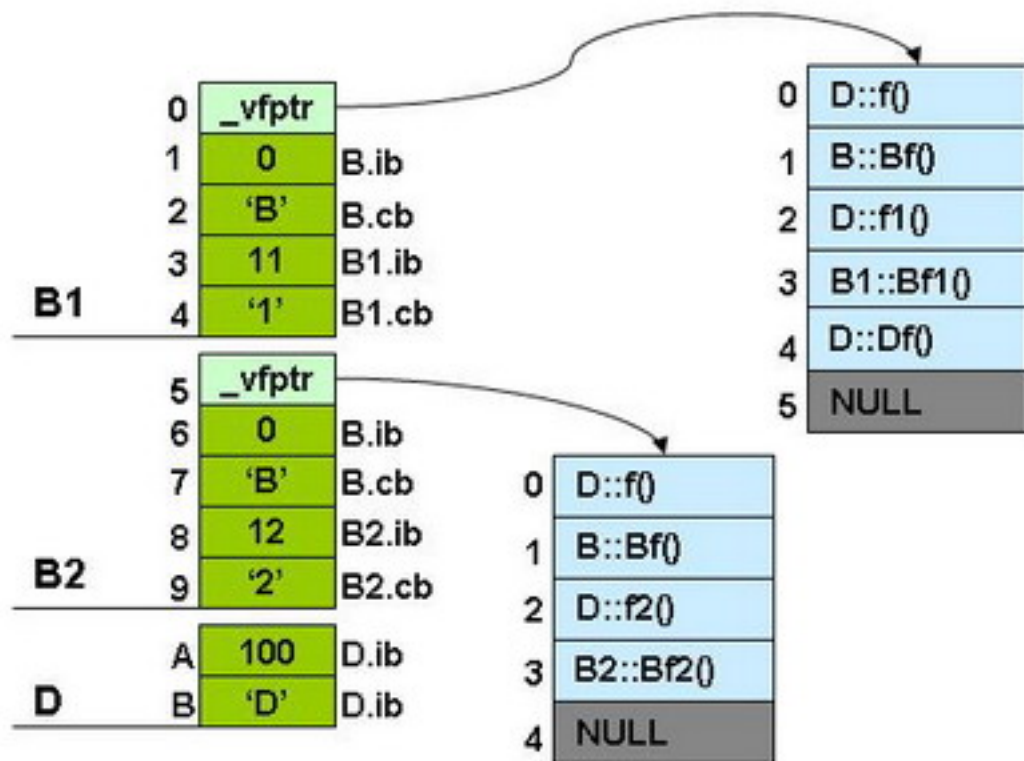 0 _vfptr
1 0 B.ib
2 ‘B’ B.cb
3 11 B1.ib
B1
4 ‘1’ B1.cb
5 _vfptr
6 0 B.ib
7 ‘B’ B.cb
8 12 B2.ib
B2
9 ‘2’ B2.cb
A 100 D.ib
D
B ‘D’ D.ib
0 D::f()
1 B::Bf()
2 D::f1()
3 B1::Bf1()
4 D::Df()
5 NULL
0 D::f()
1 B::Bf()
2 D::f2()
3 B2::Bf2()
4 NULL